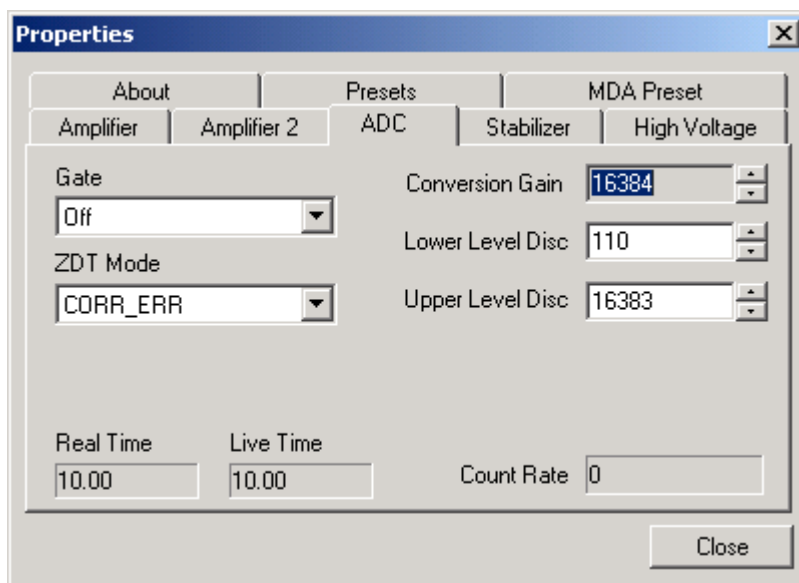 Properties
About
Presets
MDA Preset
Amplifier
Amplifier 2
ADC
Stabilizer
High Voltage
Gate
Off
ZDT Mode
CORR_ERR
Conversion Gain 16384
Lower Level Disc 110
Upper Level Disc 16383
Real Time
10.00
Live Time
10.00
Count Rate 0
Close